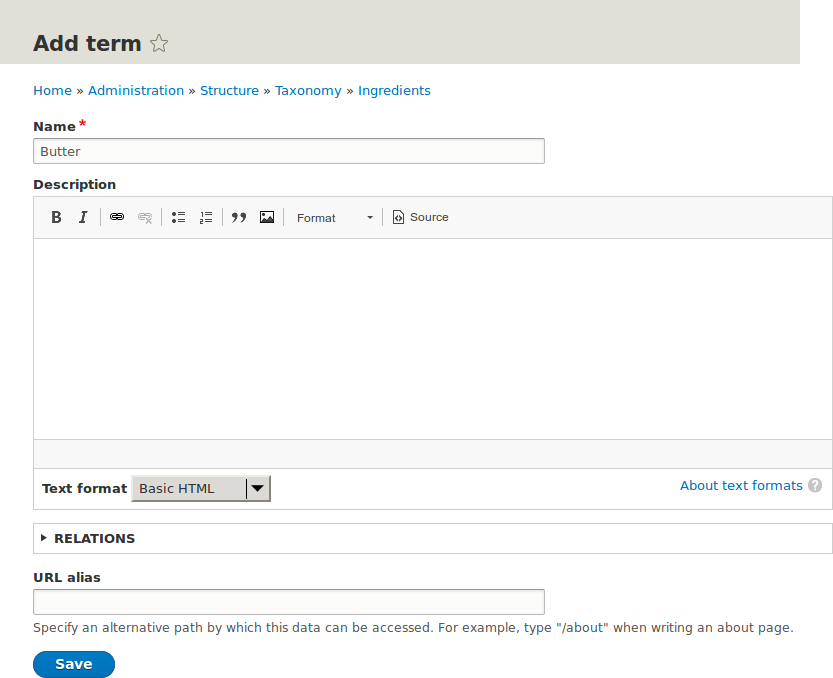 Add term
Home » Administration » Structure » Taxonomy » Ingredients
Name *
Butter
Description
B I Format Source
Text format Basic HTML About text formats ?
RELATIONS
URL alias
Specify an alternative path by which this data can be accessed. For example, type "/about" when writing an about page.
Save